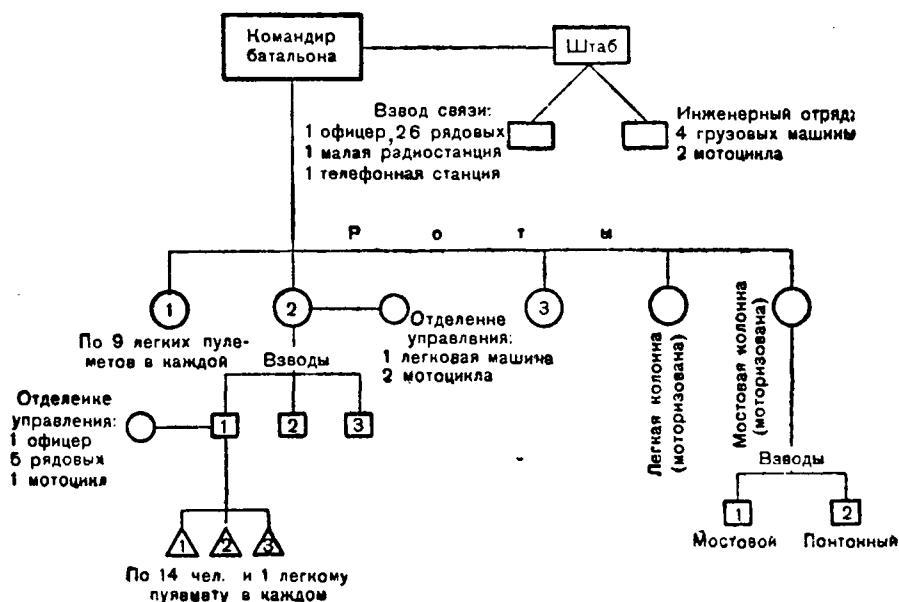 Командир
батальона
Штаб
Взвод связи:
1 офицер, 26 рядовых
1 малая радиостанция
1 телефонная станция
Инженерный отряд:
4 грузовых машины
2 мотоцикла
Р о т ы
1
2
3
По 9 легких пуле-
метов в каждой
Отделение
управления:
1 легковая машина
2 мотоцикла
Легкая колонна
(моторизована)
Мостовая колонна
(моторизована)
Взводы
1
2
3
Отделение
управления:
1 офицер
5 рядовых
1 мотоцикл
1
2
3
По 14 чел. и 1 легкому
пулемету в каждом
Взводы
1
2
Мостовой
Понтонный